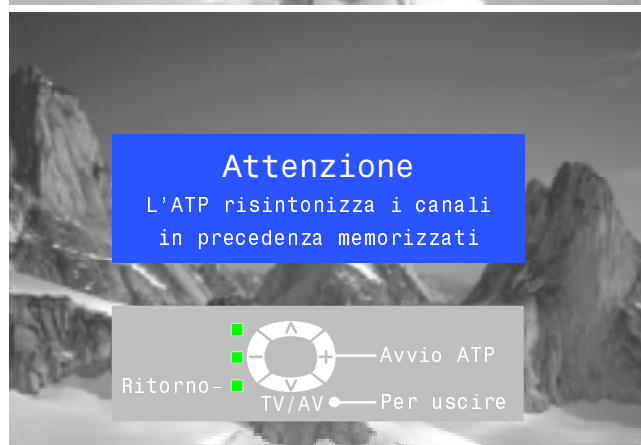 Attenzione
L'ATP risintonizza i canali
in precedenza memorizzati
Avvio ATP
Ritorno
TV/AV
Per uscire